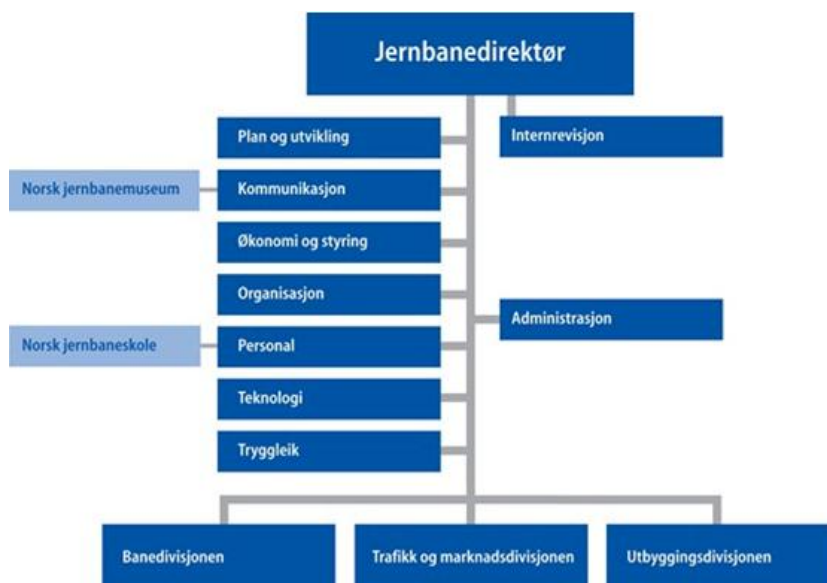 Jernbanedirektør
Plan og utvikling
Internrevisjon
Norsk jernbanemuseum
Kommunikasjon
Økonomi og styring
Organisasjon
Administrasjon
Norsk jernbaneskole
Personal
Teknologi
Tryggleik
Banedivisjonen
Trafikk og marknadsdivisjonen
Utbyggingsdivisjonen